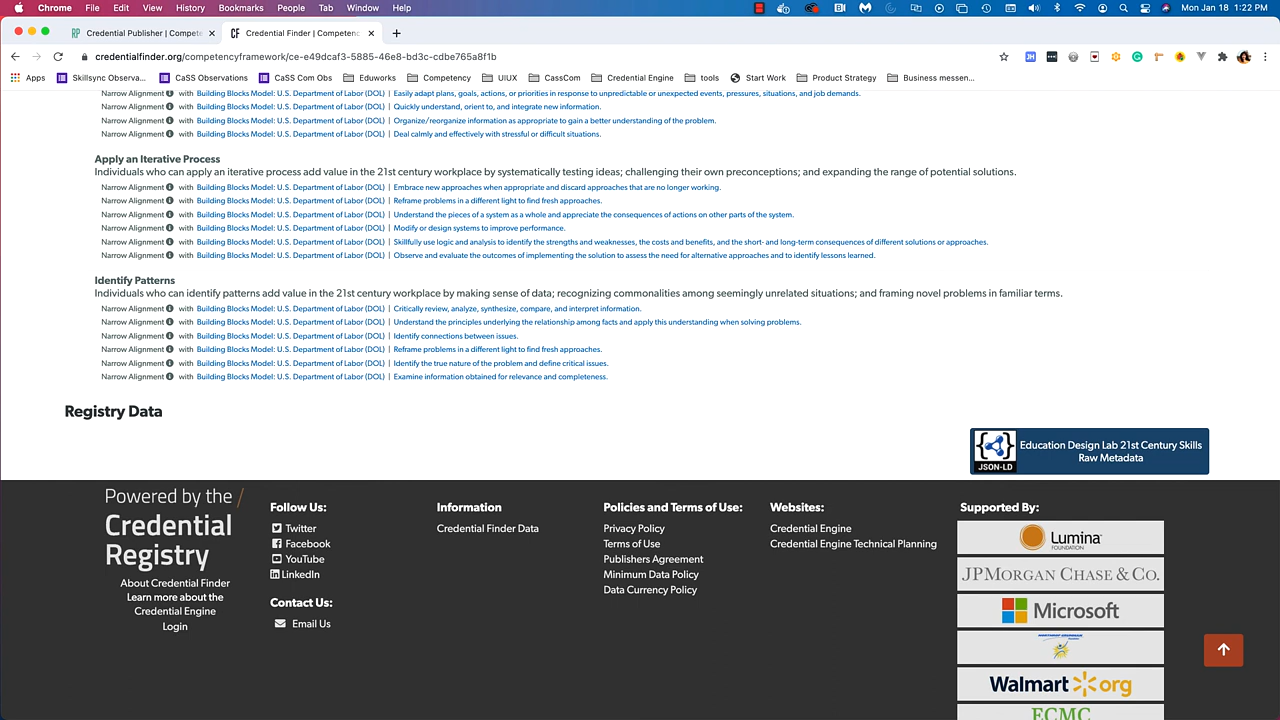 Chrome File Edit View History Bookmarks People Tab Window Help Mon Jan 18 1:22 PM
Credential Publisher | Compete Credential Finder | Competenc
credentialfinder.org/competencyframework/ce-e49dcaf3-5885-46e8-bd3c-cdbe765a8f1b
Apps Skillsync Observa... CaSS Observations CASS Com Obs Eduworks Competency UIUX CassCom Credential Engine tools Start Work Product Strategy Business messen...
Narrow Alignment with Building Blocks Model: U.S. Department of Labor (DOL) | Easily adapt plans, goals, actions, or priorities in response to unpredictable or unexpected events, pressures, situations, and job demands.
Narrow Alignment with Building Blocks Model: U.S. Department of Labor (DOL) | Quickly understand, orient to, and integrate new information.
Narrow Alignment with Building Blocks Model: U.S. Department of Labor (DOL) | Organize/reorganize information as appropriate to gain a better understanding of the problem.
Narrow Alignment with Building Blocks Model: U.S. Department of Labor (DOL) | Deal calmly and effectively with stressful or difficult situations.
Apply an Iterative Process
Individuals who can apply an iterative process add value in the 21st century workplace by systematically testing ideas; challenging their own preconceptions; and expanding the range of potential solutions.
Narrow Alignment with Building Blocks Model: U.S. Department of Labor (DOL) | Embrace new approaches when appropriate and discard approaches that are no longer working.
Narrow Alignment with Building Blocks Model: U.S. Department of Labor (DOL) | Reframe problems in a different light to find fresh approaches.
Narrow Alignment with Building Blocks Model: U.S. Department of Labor (DOL) | Understand the pieces of a system as a whole and appreciate the consequences of actions on other parts of the system.
Narrow Alignment with Building Blocks Model: U.S. Department of Labor (DOL) | Modify or design systems to improve performance.
Narrow Alignment with Building Blocks Model: U.S. Department of Labor (DOL) | Skillfully use logic and analysis to identify the strengths and weaknesses, the costs and benefits, and the short- and long-term consequences of different solutions or approaches.
Narrow Alignment with Building Blocks Model: U.S. Department of Labor (DOL) | Observe and evaluate the outcomes of implementing the solution to assess the need for alternative approaches and to identify lessons learned.
Identify Patterns
Individuals who can identify patterns add value in the 21st century workplace by making sense of data; recognizing commonalities among seemingly unrelated situations; and framing novel problems in familiar terms.
Narrow Alignment with Building Blocks Model: U.S. Department of Labor (DOL) | Critically review, analyze, synthesize, compare, and interpret information.
Narrow Alignment with Building Blocks Model: U.S. Department of Labor (DOL) | Understand the principles underlying the relationship among facts and apply this understanding when solving problems.
Narrow Alignment with Building Blocks Model: U.S. Department of Labor (DOL) | Identify connections between issues.
Narrow Alignment with Building Blocks Model: U.S. Department of Labor (DOL) | Reframe problems in a different light to find fresh approaches.
Narrow Alignment with Building Blocks Model: U.S. Department of Labor (DOL) | Identify the true nature of the problem and define critical issues.
Narrow Alignment with Building Blocks Model: U.S. Department of Labor (DOL) | Examine information obtained for relevance and completeness.
Registry Data
JSON-LD
Education Design Lab 21st Century Skills
Raw Metadata
Powered by the
Credential
Registry
About Credential Finder
Learn more about the
Credential Engine
Login
Follow Us:
Twitter
Facebook
YouTube
LinkedIn
Contact Us:
Email Us
Information
Credential Finder Data
Policies and Terms of Use:
Privacy Policy
Terms of Use
Publishers Agreement
Minimum Data Policy
Data Currency Policy
Websites:
Credential Engine
Credential Engine Technical Planning
Supported By:
Lumina
FOUNDATION
JPMORGAN CHASE & CO.
Microsoft
Walmart org
ECMC